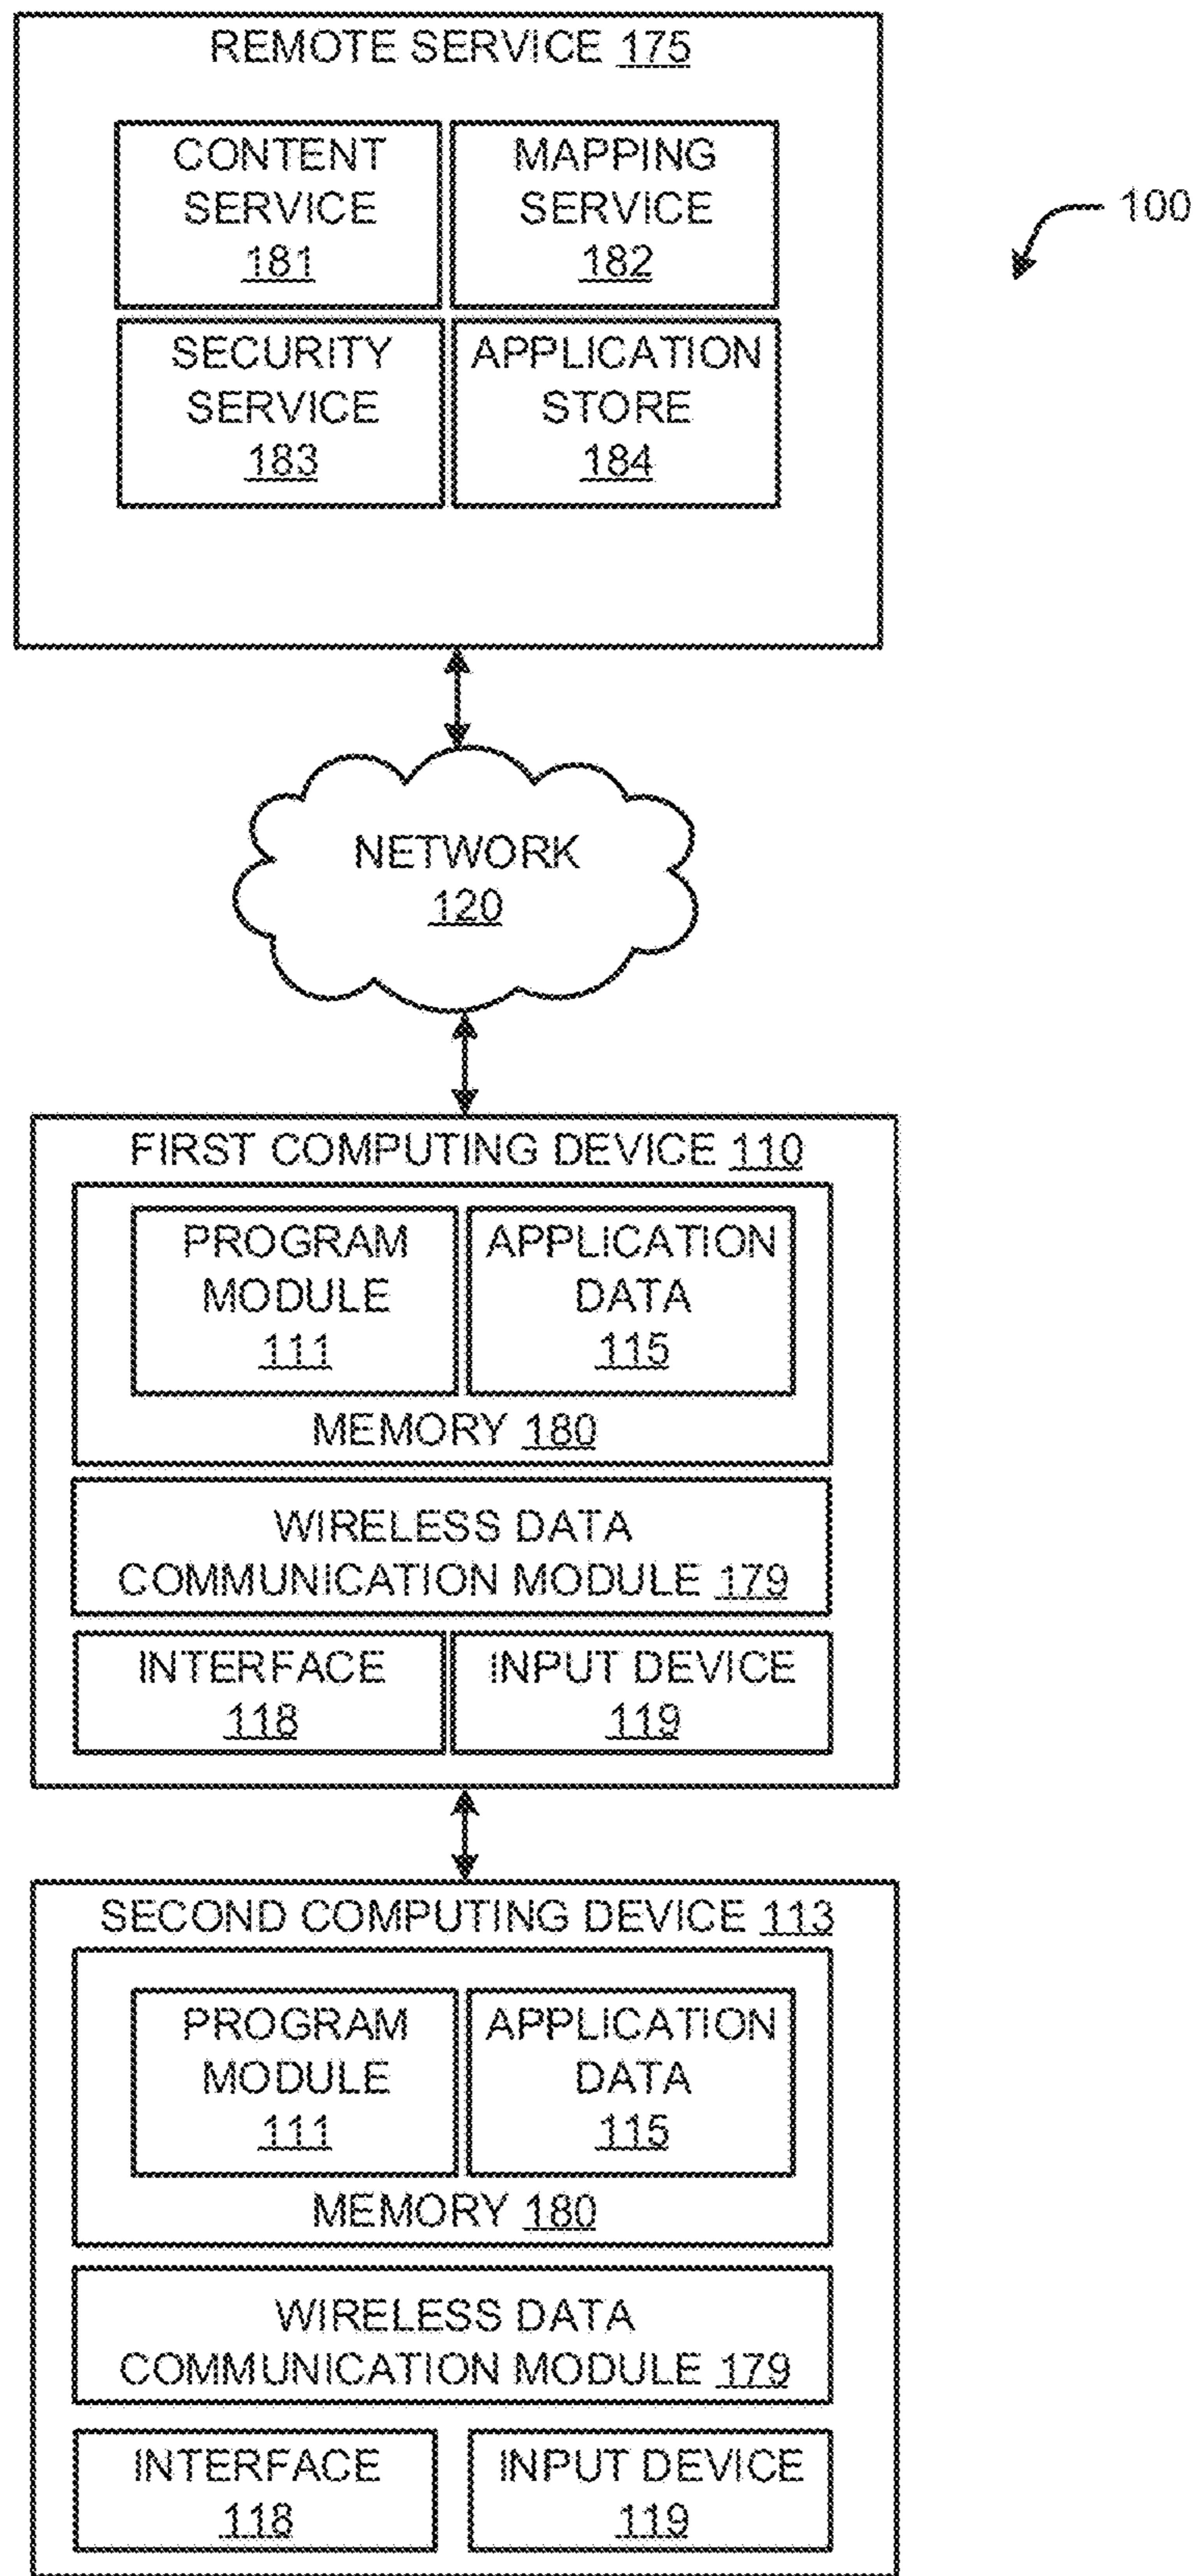 REMOTE SERVICE 175
CONTENT
SERVICE
181
MAPPING
SERVICE
182
100
SECURITY
SERVICE
183
APPLICATION
STORE
184
NETWORK
120
FIRST COMPUTING DEVICE 110
PROGRAM
MODULE
111
APPLICATION
DATA
115
MEMORY 180
WIRELESS DATA
COMMUNICATION MODULE 179
INTERFACE
118
INPUT DEVICE
119
SECOND COMPUTING DEVICE 113
PROGRAM
MODULE
111
APPLICATION
DATA
115
MEMORY 180
WIRELESS DATA
COMMUNICATION MODULE 179
INTERFACE
118
INPUT DEVICE
119